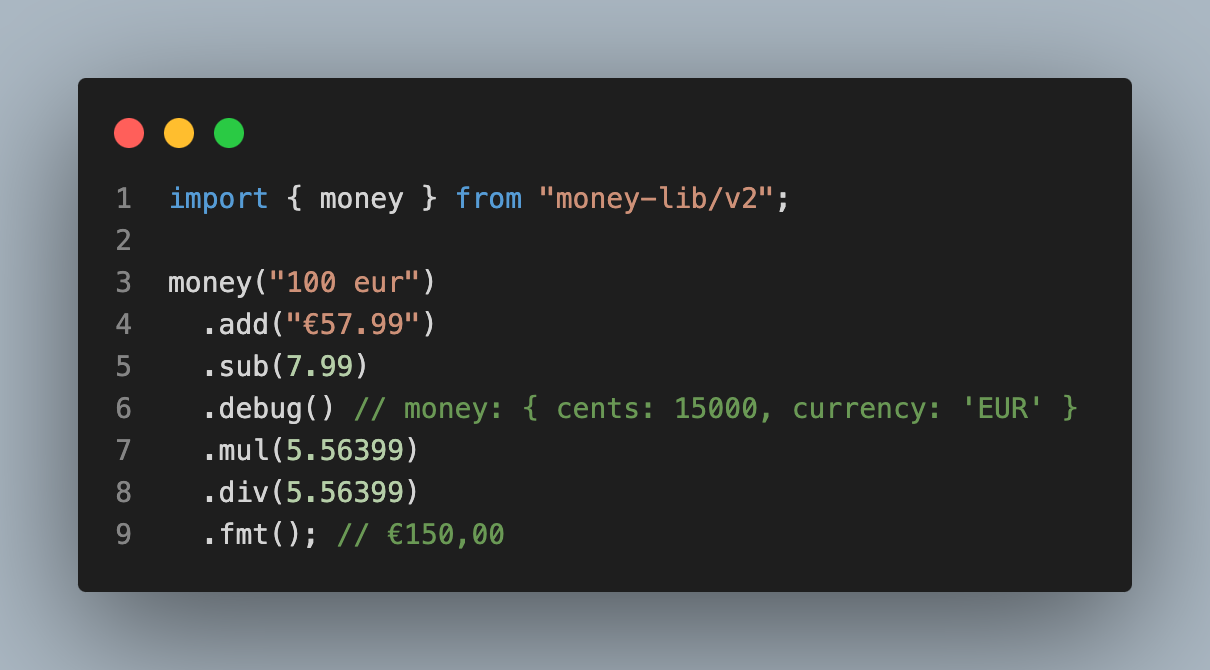 1 import { money } from "money-lib/v2";
2
3 money("100 eur")
4   .add("€57.99")
5   .sub(7.99)
6   .debug() // money: { cents: 15000, currency: 'EUR' }
7   .mul(5.56399)
8   .div(5.56399)
9   .fmt(); // €150,00